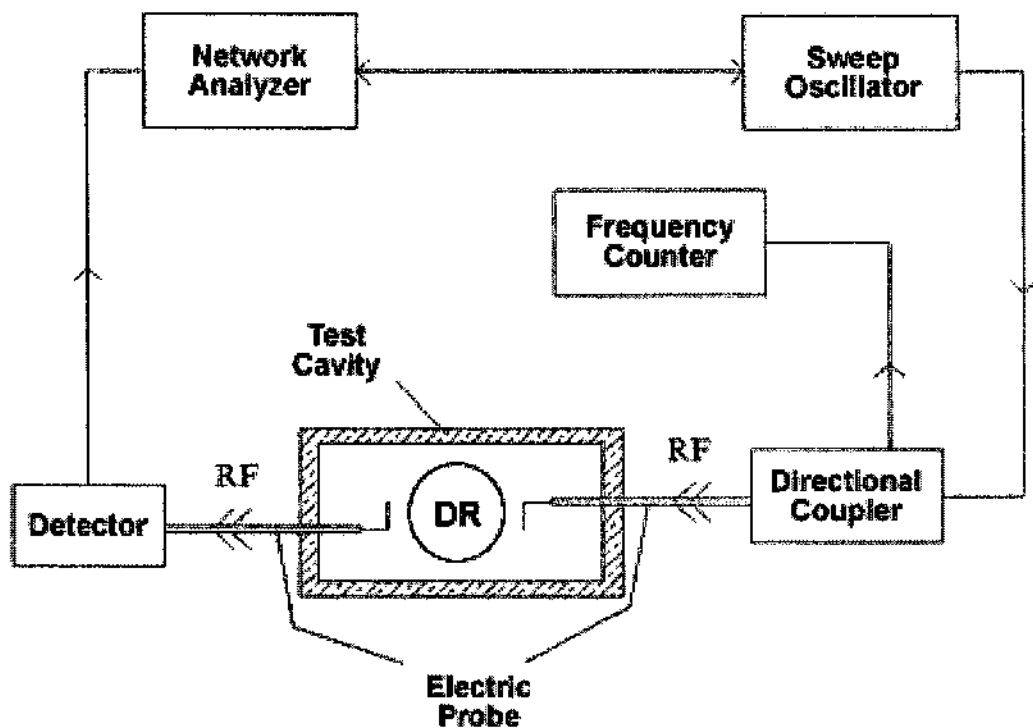 Network
Analyzer
Sweep
Oscillator
Frequency
Counter
Test
Cavity
RF
RF
Detector
DR
Directional
Coupler
Electric
Probe